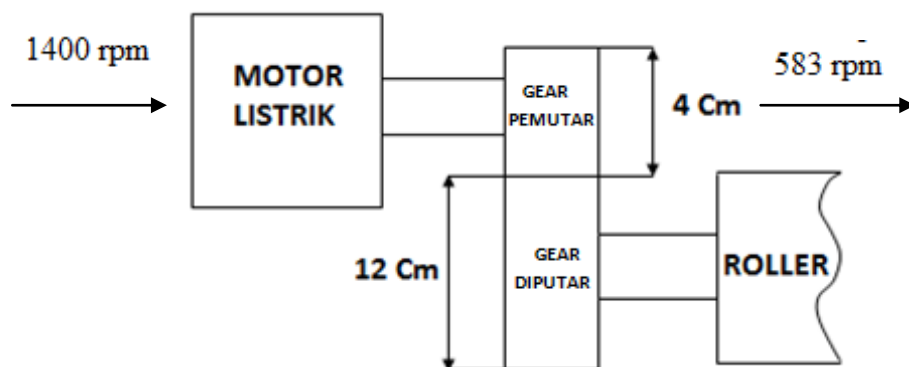 1400 rpm
583 rpm
MOTOR
LISTRIK
GEAR
PEMUTAR
4 Cm
12 Cm
GEAR
DIPUTAR
ROLLER